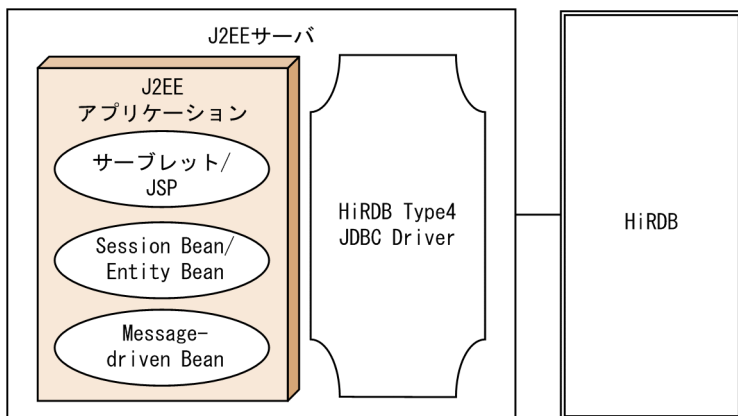 J2EEサーバ
J2EE
アプリケーション
サーブレット/
JSP
Session Bean/
Entity Bean
Message-
driven Bean
HiRDB Type4
JDBC Driver
HiRDB